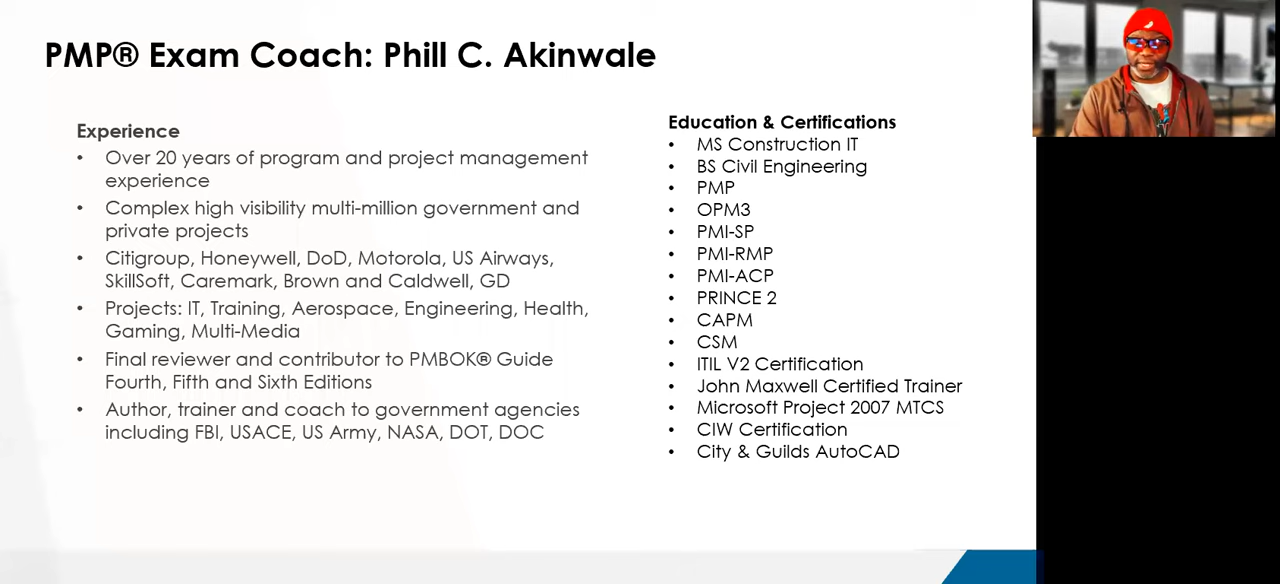 PMP® Exam Coach: Phill C. Akinwale
Experience
• Over 20 years of program and project management
experience
• Complex high visibility multi-million government and
private projects
• Citigroup, Honeywell, DoD, Motorola, US Airways,
SkillSoft, Caremark, Brown and Caldwell, GD
• Projects: IT, Training, Aerospace, Engineering, Health,
Gaming, Multi-Media
• Final reviewer and contributor to PMBOK® Guide
Fourth, Fifth and Sixth Editions
• Author, trainer and coach to government agencies
including FBI, USACE, US Army, NASA, DOT, DOC
Education & Certifications
• MS Construction IT
• BS Civil Engineering
• PMP
• OPM3
• PMI-SP
• PMI-RMP
• PMI-ACP
• PRINCE 2
• CAPM
• CSM
• ITIL V2 Certification
• John Maxwell Certified Trainer
• Microsoft Project 2007 MTCS
• CIW Certification
• City & Guilds AutoCAD